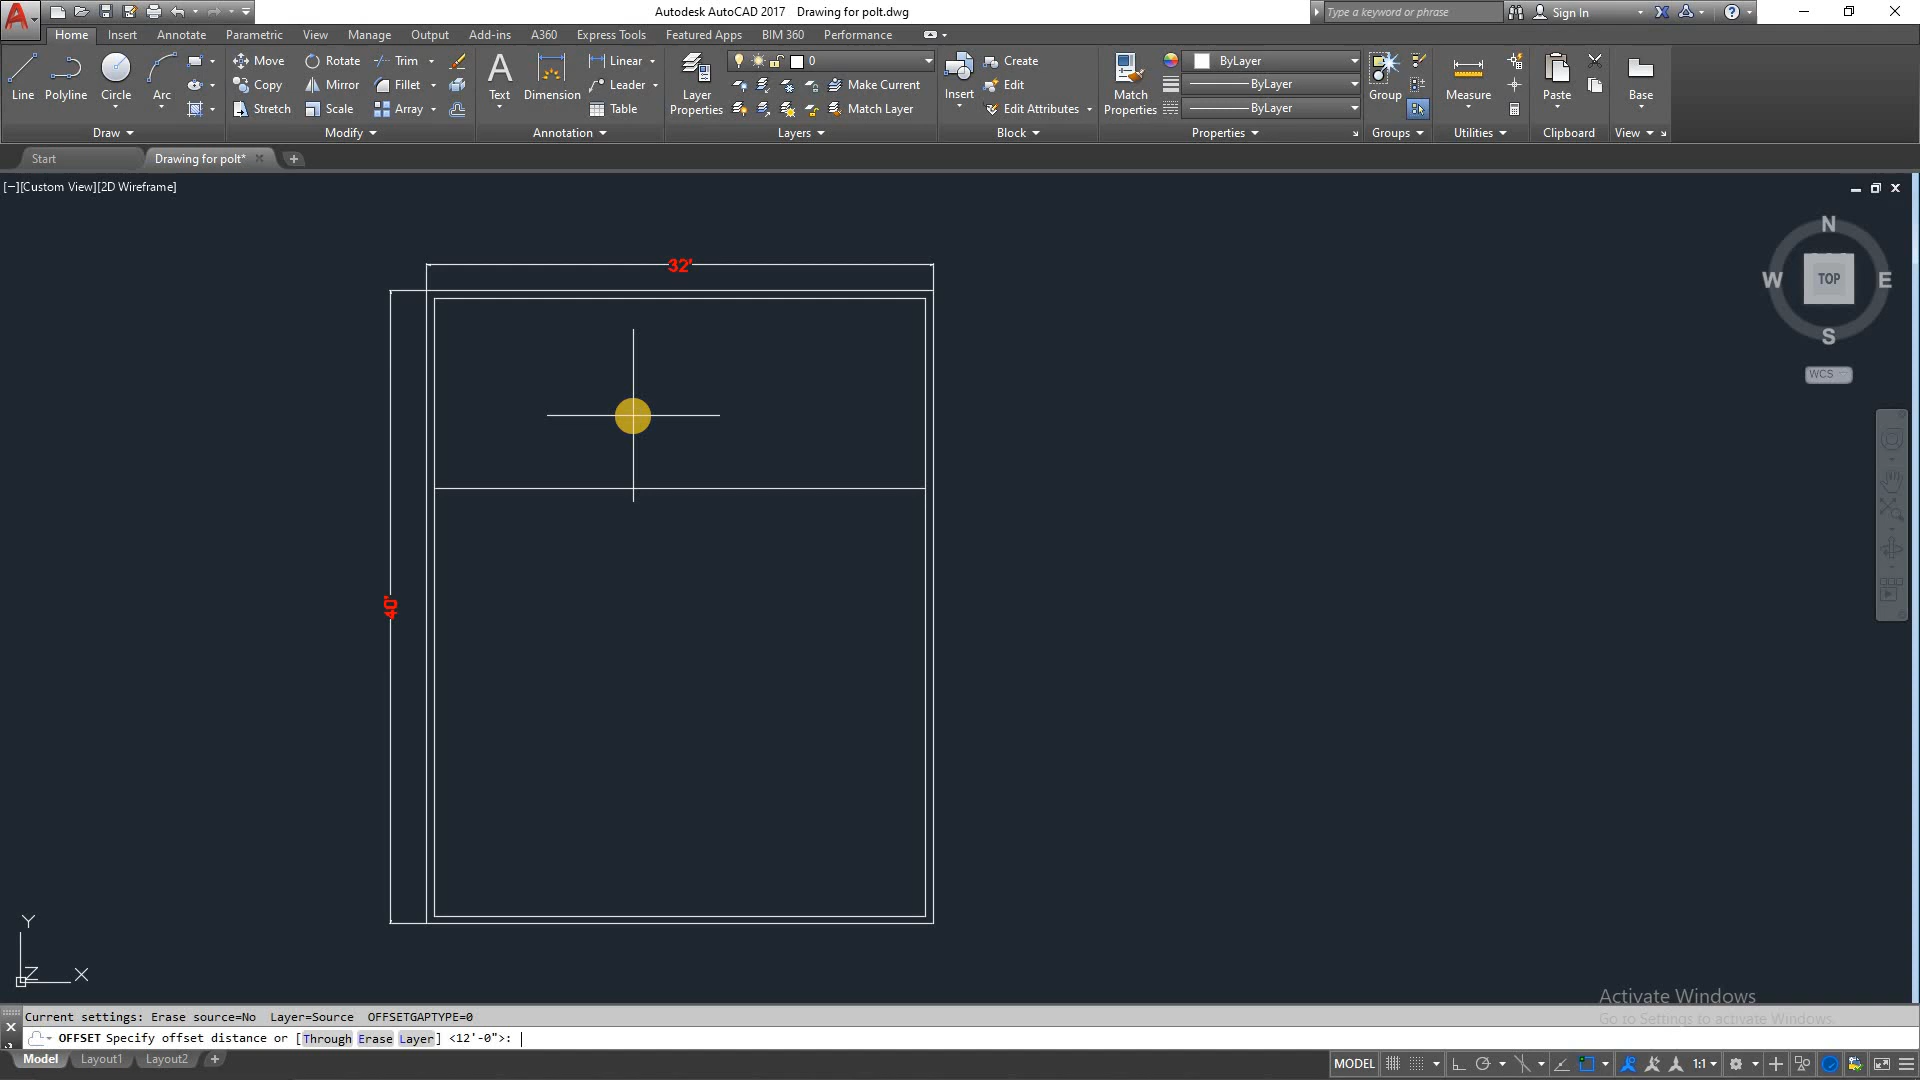 Autodesk AutoCAD 2017 Drawing for polt.dwg
Type a keyword or phrase
Sign In
Home Insert Annotate Parametric View Manage Output Add-ins A360 Express Tools Featured Apps BIM 360 Performance
Line Polyline Circle Arc
Draw
Move Rotate Trim
Copy Mirror Fillet
Stretch Scale Array
Modify
Text Dimension
Linear
Leader
Table
Annotation
Layer Properties
0
Make Current
Match Layer
Layers
Insert
Create
Edit
Edit Attributes
Block
Match Properties
ByLayer
ByLayer
ByLayer
Properties
Group
Groups
Measure
Utilities
Paste
Clipboard
Base
View
Start
Drawing for polt*
[−][Custom View][2D Wireframe]
N
W TOP E
S
WCS
32'
40'
Y
Z X
Activate Windows
Go to Settings to activate Windows.
Current settings: Erase source=No Layer=Source OFFSETGAPTYPE=0
OFFSET Specify offset distance or [Through Erase Layer] <12'-0">:
Model Layout1 Layout2
MODEL
1:1